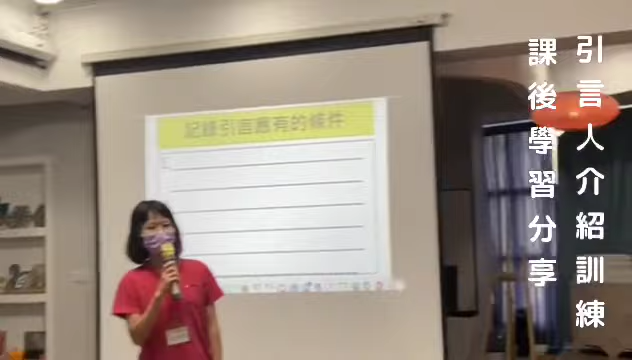 引言人介紹訓練
課後學習分享
記錄引言應有的條件